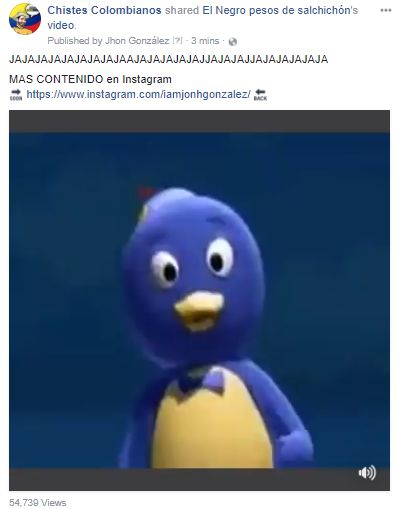 Chistes Colombianos shared El Negro pesos de salchichón's
video.
Published by Jhon González [?] · 3 mins ·
JAJAJAJAJAJAJAJAJAAJAJAJAJAJAJJAJAJAJAJJAJAJAJAJAJA
MAS CONTENIDO en Instagram
SOON https://www.instagram.com/iamjonhgonzalez/ BACK
54,739 Views